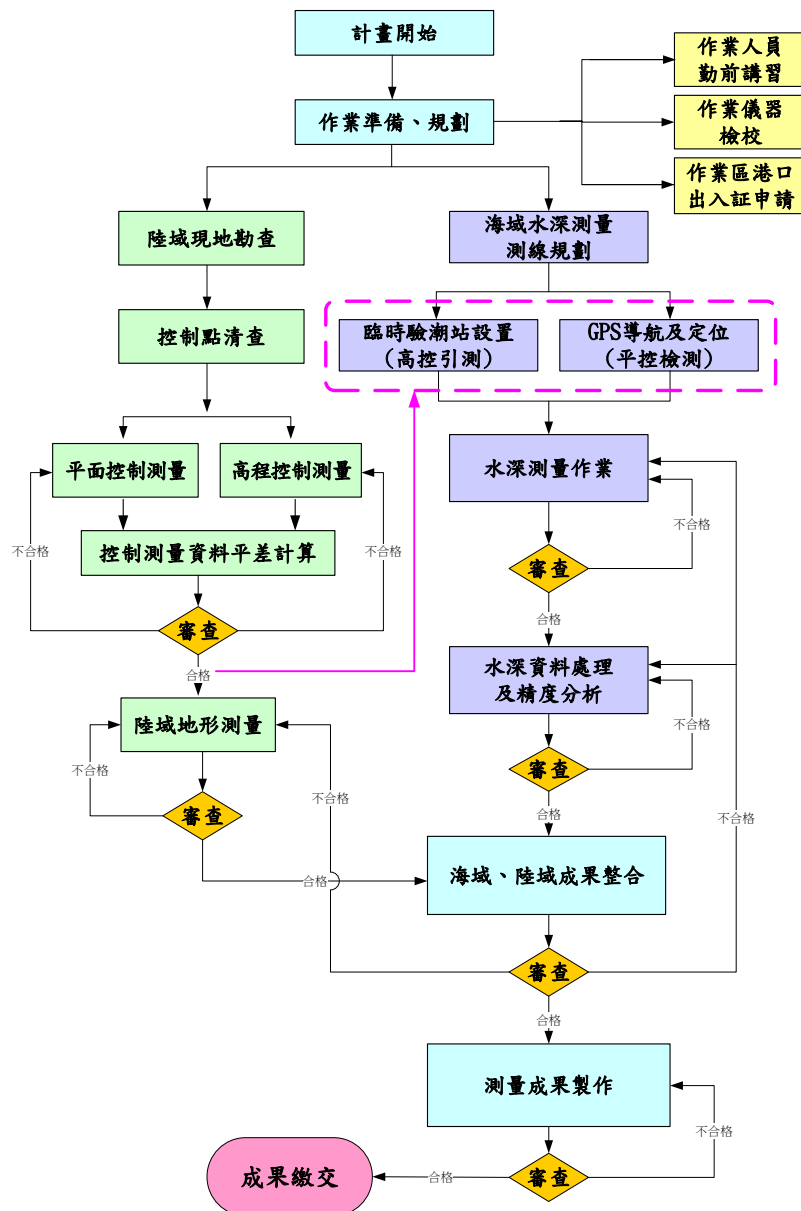 計畫開始
作業人員
勤前講習
作業準備、規劃
作業儀器
檢校
作業區港口
出入証申請
陸域現地勘查
海域水深測量
測線規劃
控制點清查
臨時驗潮站設置
(高控引測)
GPS導航及定位
(平控檢測)
平面控制測量
高程控制測量
水深測量作業
不合格
不合格
不合格
控制測量資料平差計算
審查
合格
審查
合格
水深資料處理
及精度分析
陸域地形測量
不合格
不合格
審查
不合格
不合格
審查
合格
合格
海域、陸域成果整合
審查
合格
測量成果製作
不合格
審查
合格
成果繳交